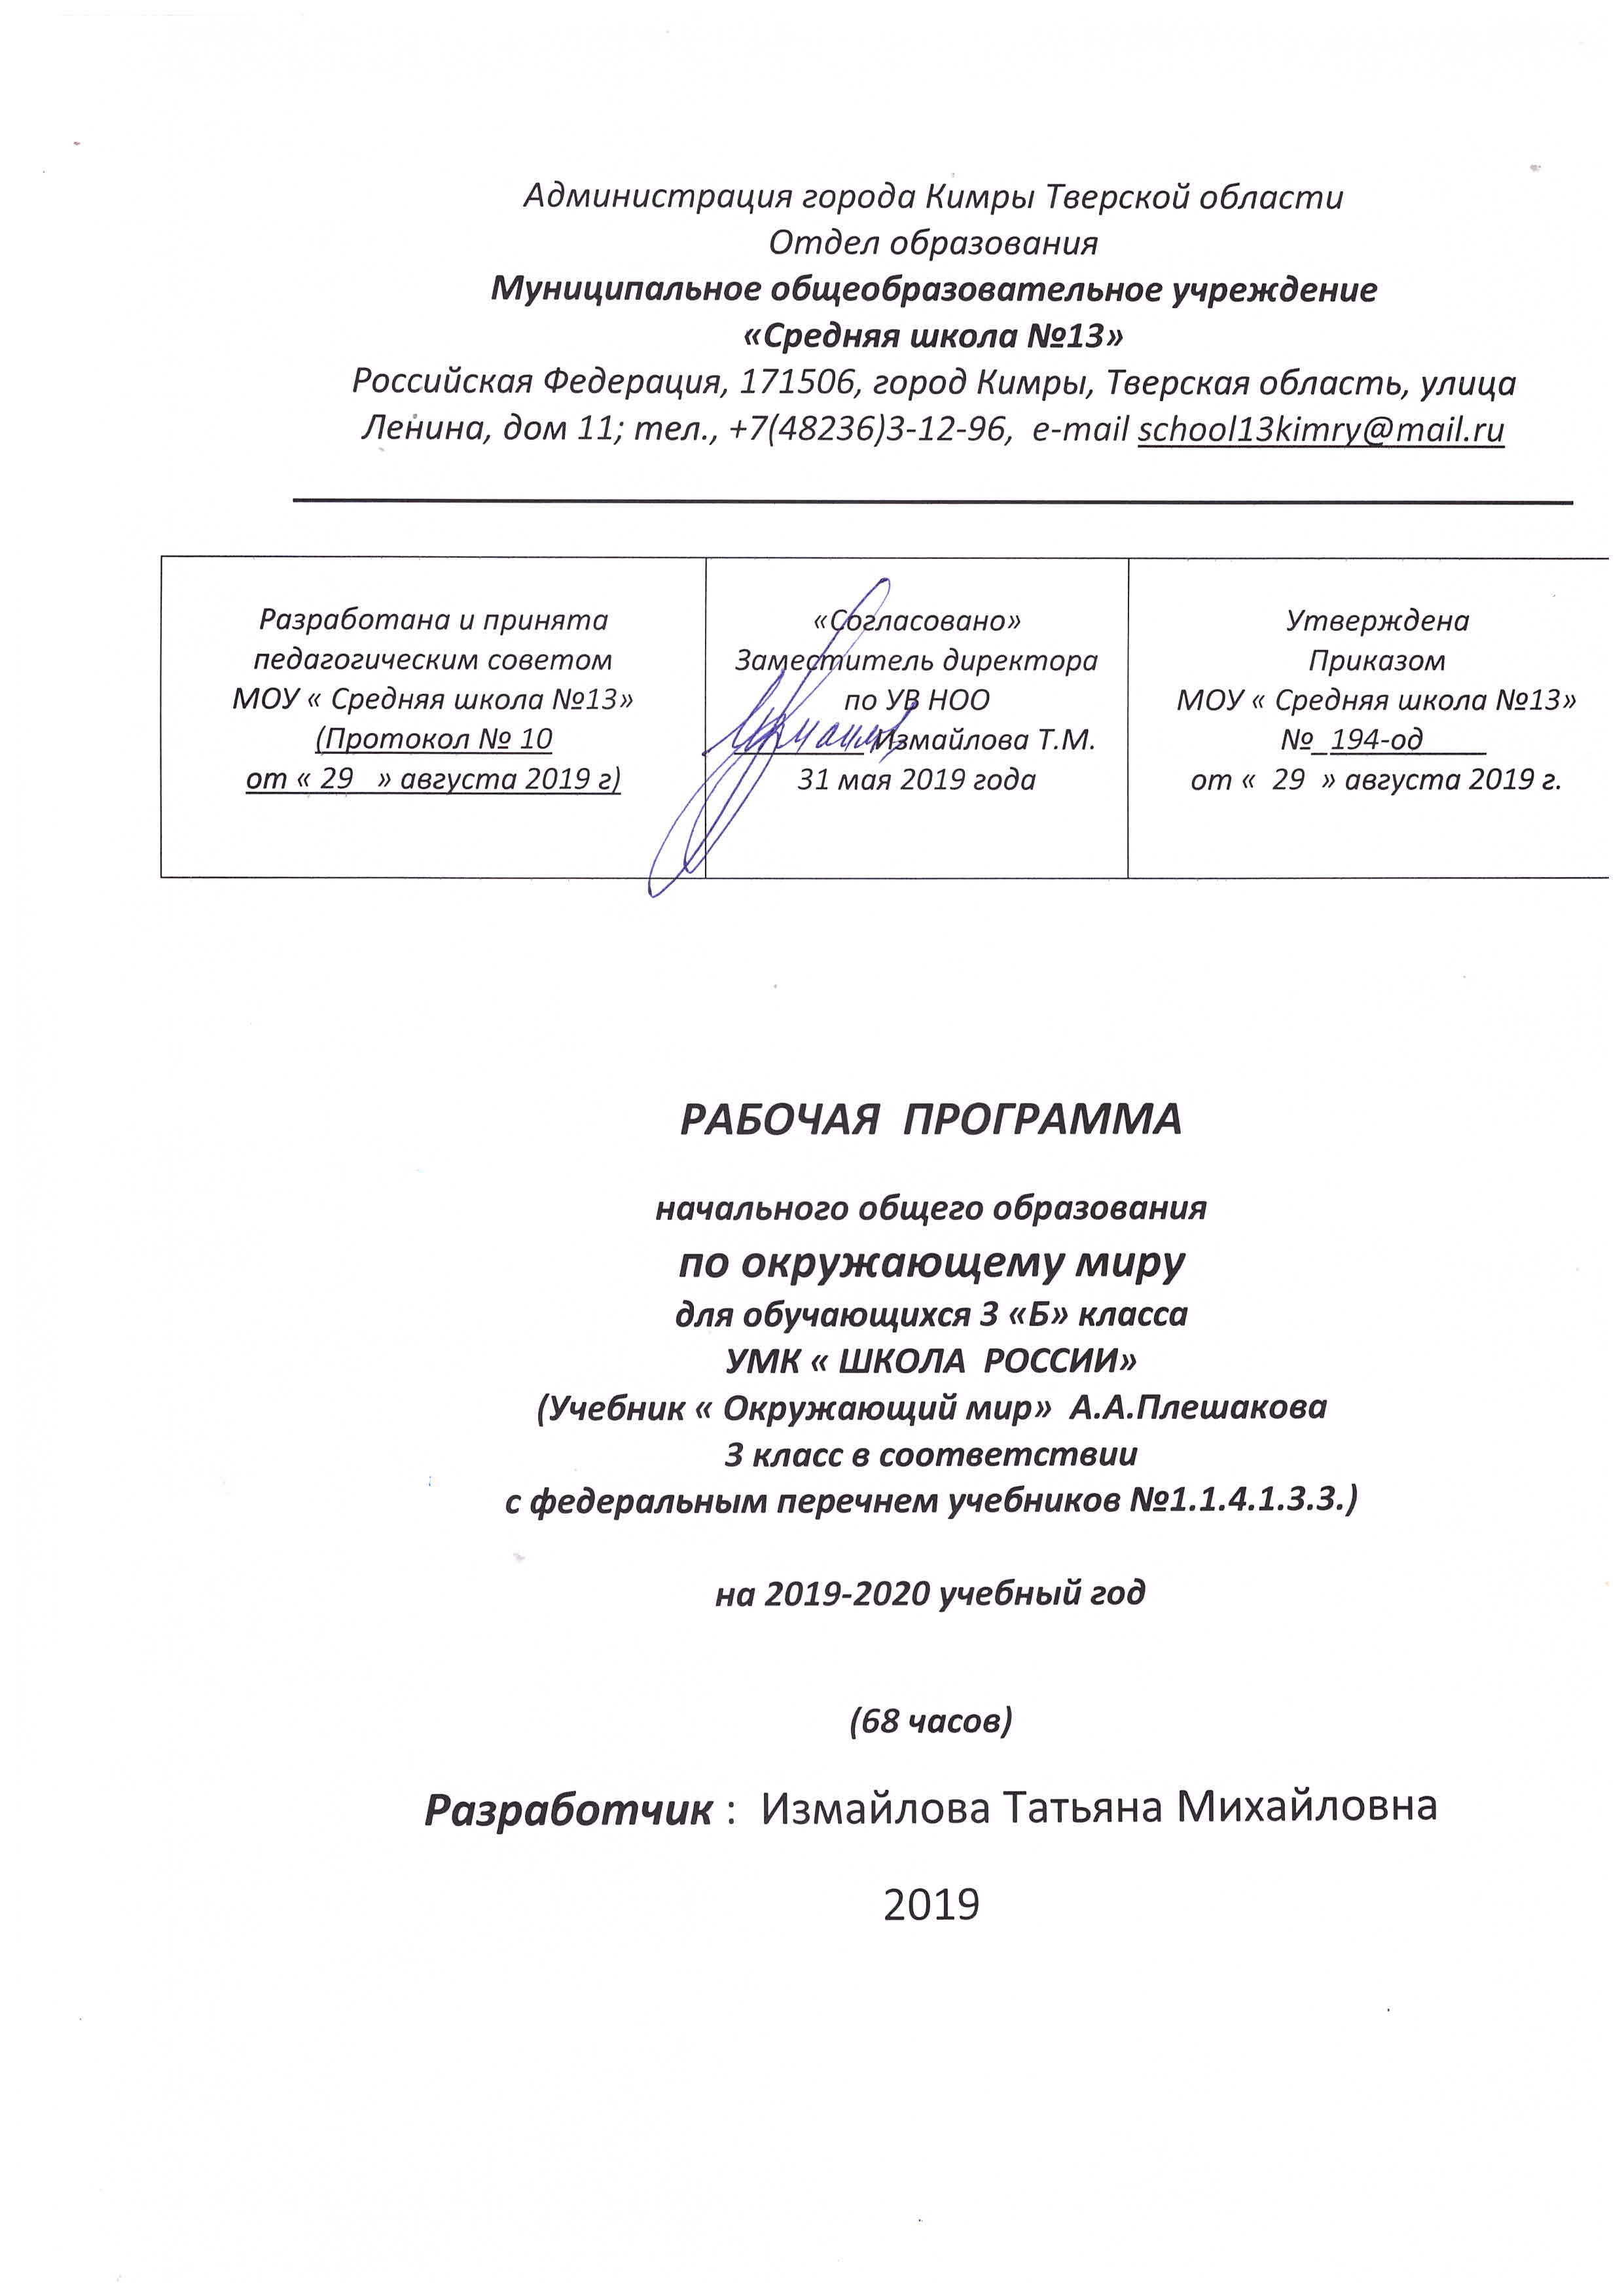 Администрация города Кимры Тверской области
Отдел образования
Муниципальное общеобразовательное учреждение
«Средняя школа №13»
Российская Федерация, 171506, город Кимры, Тверская область, улица
Ленина, дом 11; тел., +7(48236)3-12-96,  e-mail school13kimry@mail.ru
Разработана и принята
педагогическим советом
МОУ « Средняя школа №13»
(Протокол № 10
от « 29   » августа 2019 г)
«Согласовано»
Заместитель директора
по УВ НОО
________ Измайлова Т.М.
31 мая 2019 года
Утверждена
Приказом
МОУ « Средняя школа №13»
№_194-од____
от «  29  » августа 2019 г.
РАБОЧАЯ  ПРОГРАММА
начального общего образования
по окружающему миру
для обучающихся 3 «Б» класса
УМК « ШКОЛА  РОССИИ»
(Учебник « Окружающий мир»  А.А.Плешакова
3 класс в соответствии
с федеральным перечнем учебников №1.1.4.1.3.3.)
на 2019-2020 учебный год
(68 часов)
Разработчик :  Измайлова Татьяна Михайловна
2019